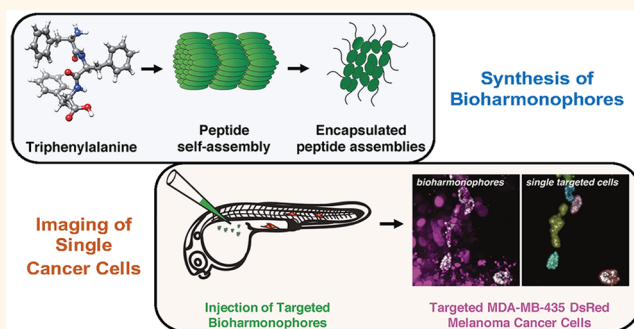 Synthesis of
Bioharmonophores
Triphenylalanine
Peptide
self-assembly
Encapsulated
peptide assemblies
Imaging of
Single
Cancer Cells
bioharmonophores
single targeted cells
Injection of Targeted
Bioharmonophores
Targeted MDA-MB-435 DsRed
Melanoma Cancer Cells